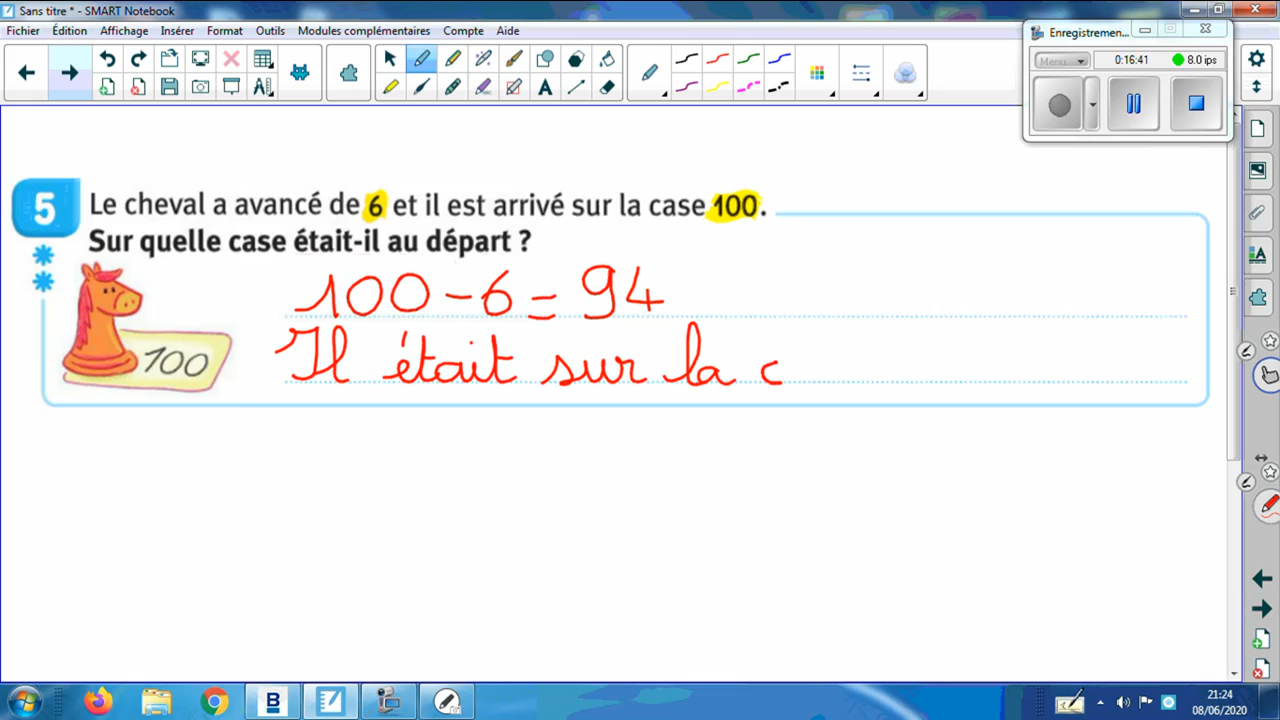 Sans titre * - SMART Notebook
Fichier Édition Affichage Insérer Format Outils Modules complémentaires Compte Aide
Enregistremen...
Menu
0:16:41
8.0 ips
5
Le cheval a avancé de 6 et il est arrivé sur la case 100.
Sur quelle case était-il au départ ?
100 - 6 = 94
100
Il était sur la c
21:24
08/06/2020